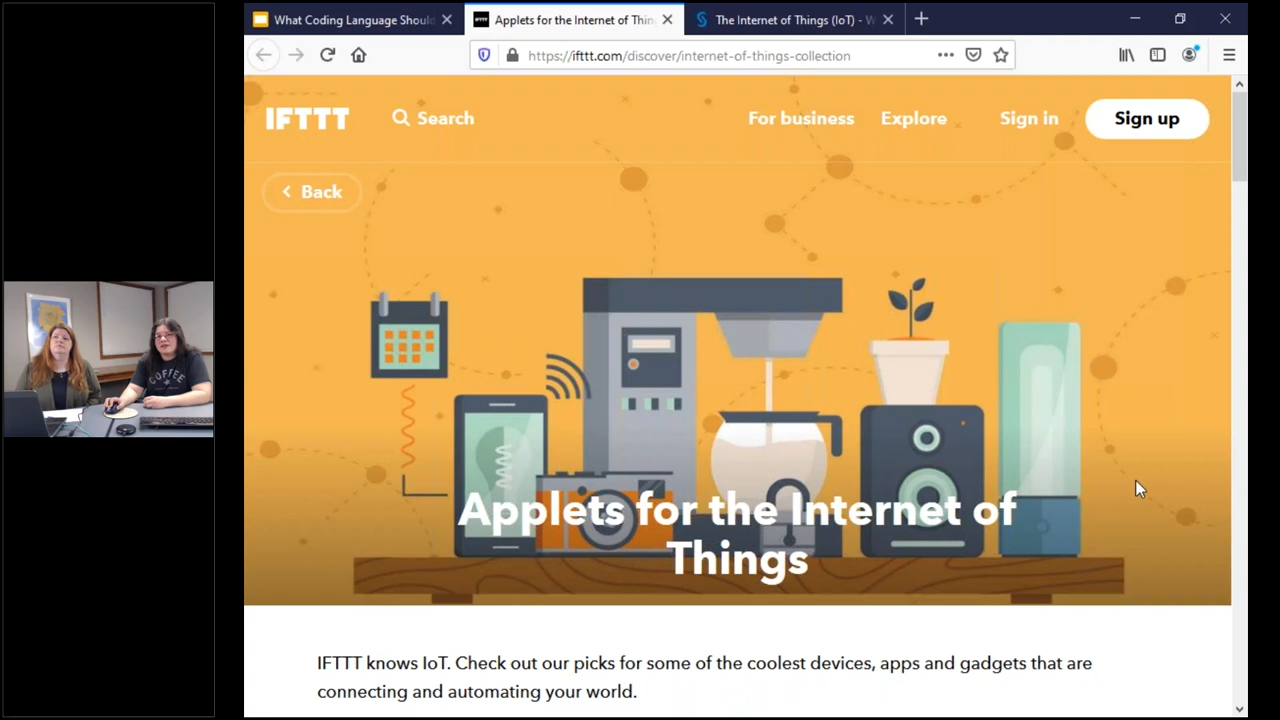 What Coding Language Shoul
Applets for the Internet of Thin
The Internet of Things (IoT) - W
https://ifttt.com/discover/internet-of-things-collection
IFTTT
Search
For business
Explore
Sign in
Sign up
Back
COFFEE
Applets for the Internet of
Things
IFTTT knows IoT. Check out our picks for some of the coolest devices, apps and gadgets that are
connecting and automating your world.